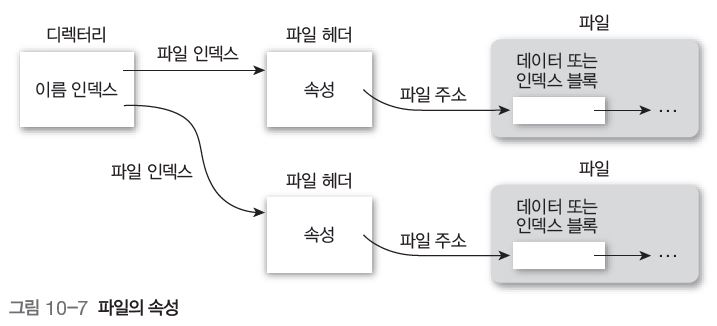 디렉터리
이름 인덱스
파일 인덱스
파일 헤더
속성
파일 주소
파일
데이터 또는
인덱스 블록
...
파일 인덱스
파일 헤더
속성
파일 주소
파일
데이터 또는
인덱스 블록
...
그림 10-7 파일의 속성